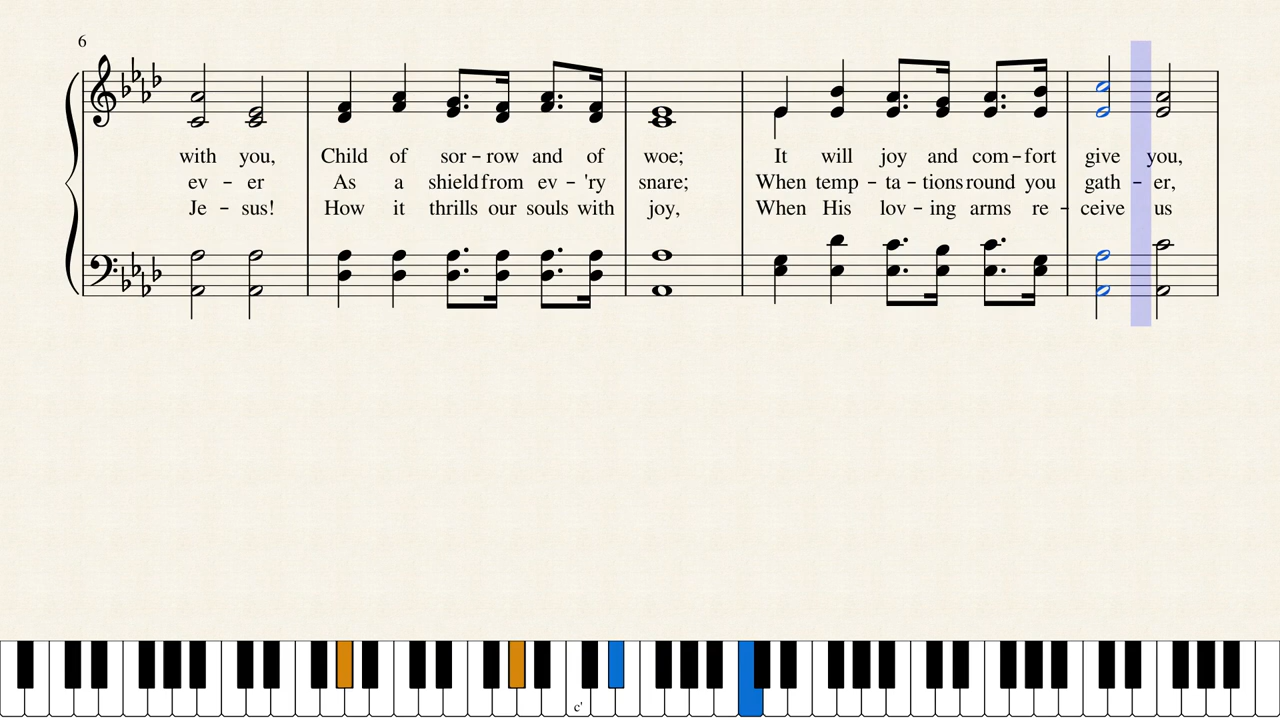 6
with you, Child of sor – row and of woe; It will joy and com – fort give you,
ev – er As a shield from ev – 'ry snare; When temp – ta – tions round you gath – er,
Je – sus! How it thrills our souls with joy, When His lov – ing arms re – ceive us
c'